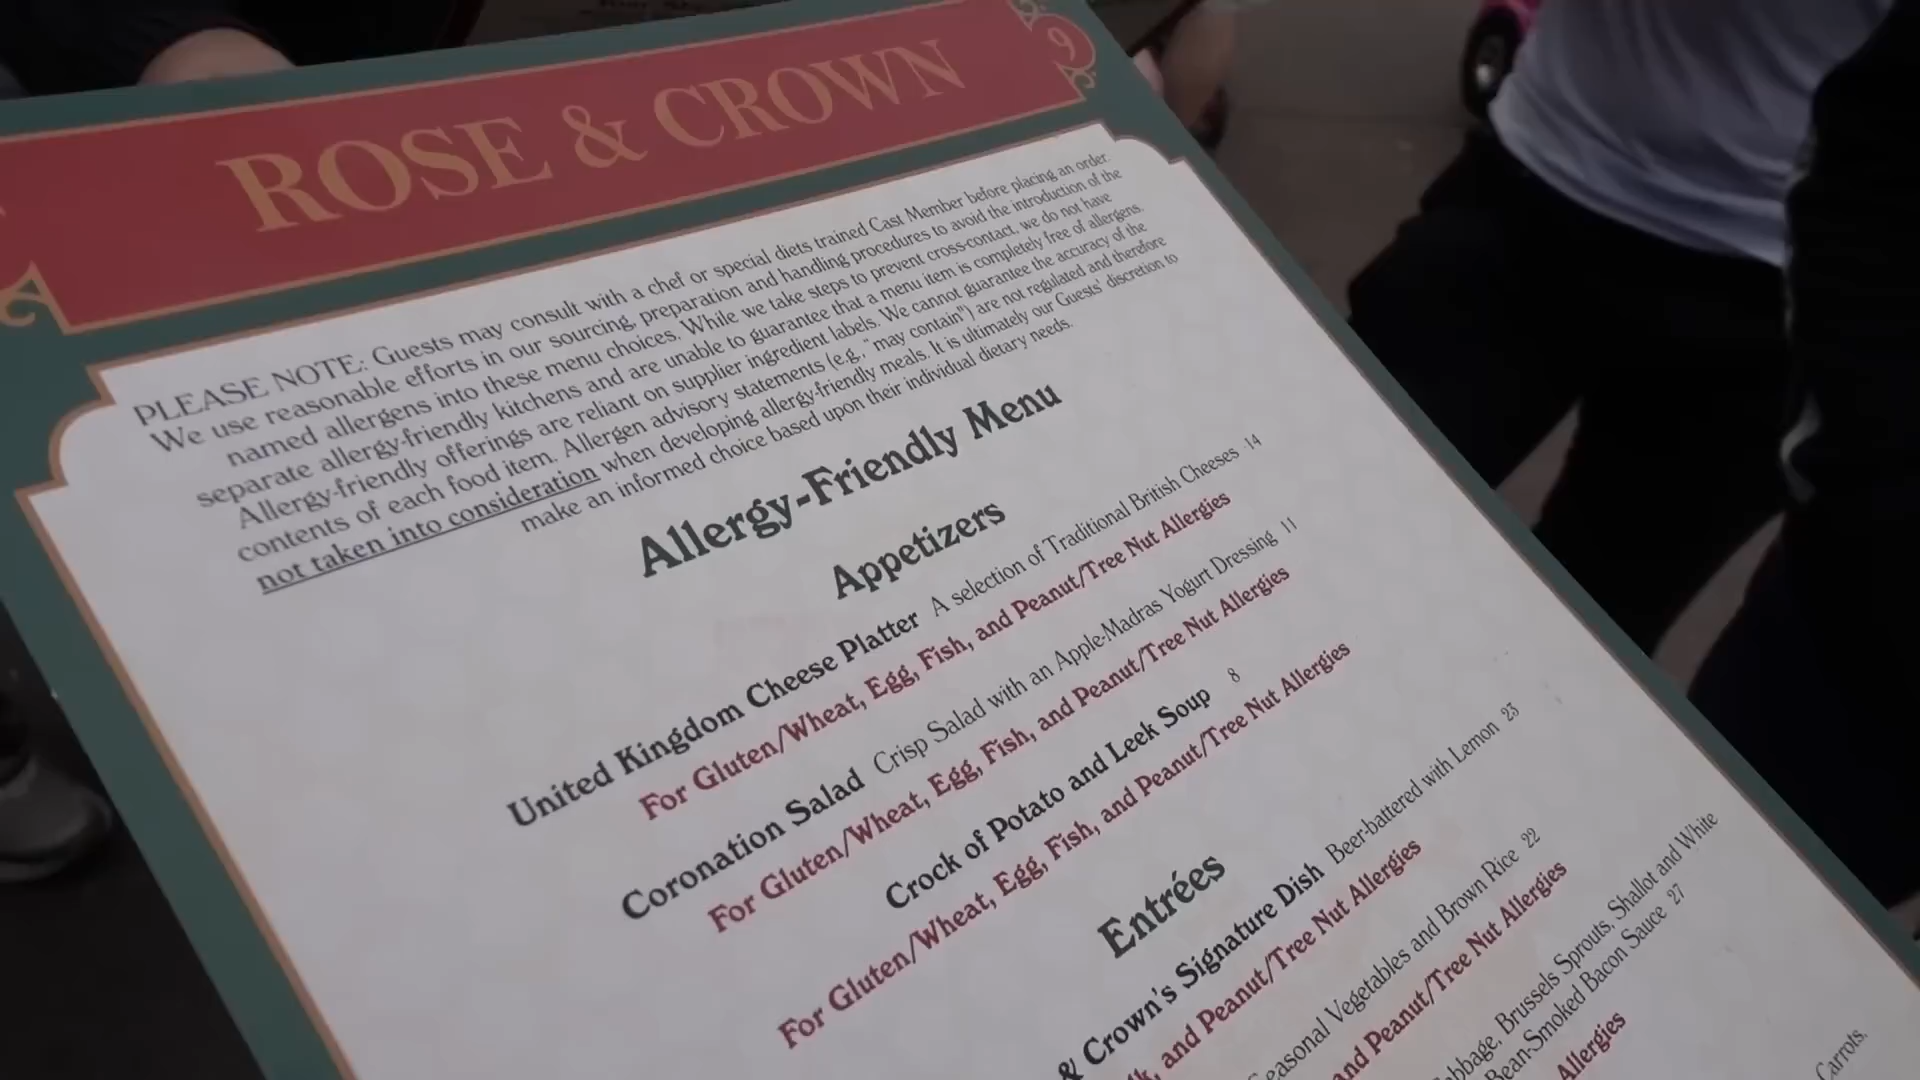 ROSE & CROWN
9
PLEASE NOTE: Guests may consult with a chef or special diets trained Cast Member before placing an order.
We use reasonable efforts in our sourcing, preparation and handling procedures to avoid the introduction of the
named allergens into these menu choices. While we take steps to prevent cross-contact, we do not have
separate allergy-friendly kitchens and are unable to guarantee that a menu item is completely free of allergens.
Allergy-friendly offerings are reliant on supplier ingredient labels. We cannot guarantee the accuracy of the
contents of each food item. Allergen advisory statements (e.g., "may contain") are not regulated and therefore
not taken into consideration when developing allergy-friendly meals. It is ultimately our Guests' discretion to
make an informed choice based upon their individual dietary needs.
Allergy-Friendly Menu
Appetizers
United Kingdom Cheese Platter A selection of Traditional British Cheeses 14
For Gluten/Wheat, Egg, Fish, and Peanut/Tree Nut Allergies
Coronation Salad Crisp Salad with an Apple-Madras Yogurt Dressing 11
For Gluten/Wheat, Egg, Fish, and Peanut/Tree Nut Allergies
Crock of Potato and Leek Soup 8
For Gluten/Wheat, Egg, Fish, and Peanut/Tree Nut Allergies
Entrées
& Crown's Signature Dish Beer-battered with Lemon 23
and Peanut/Tree Nut Allergies
Seasonal Vegetables and Brown Rice 22
and Peanut/Tree Nut Allergies
Brussels Sprouts, Shallot and White
Bean-Smoked Bacon Sauce 27
Allergies
Carrots,